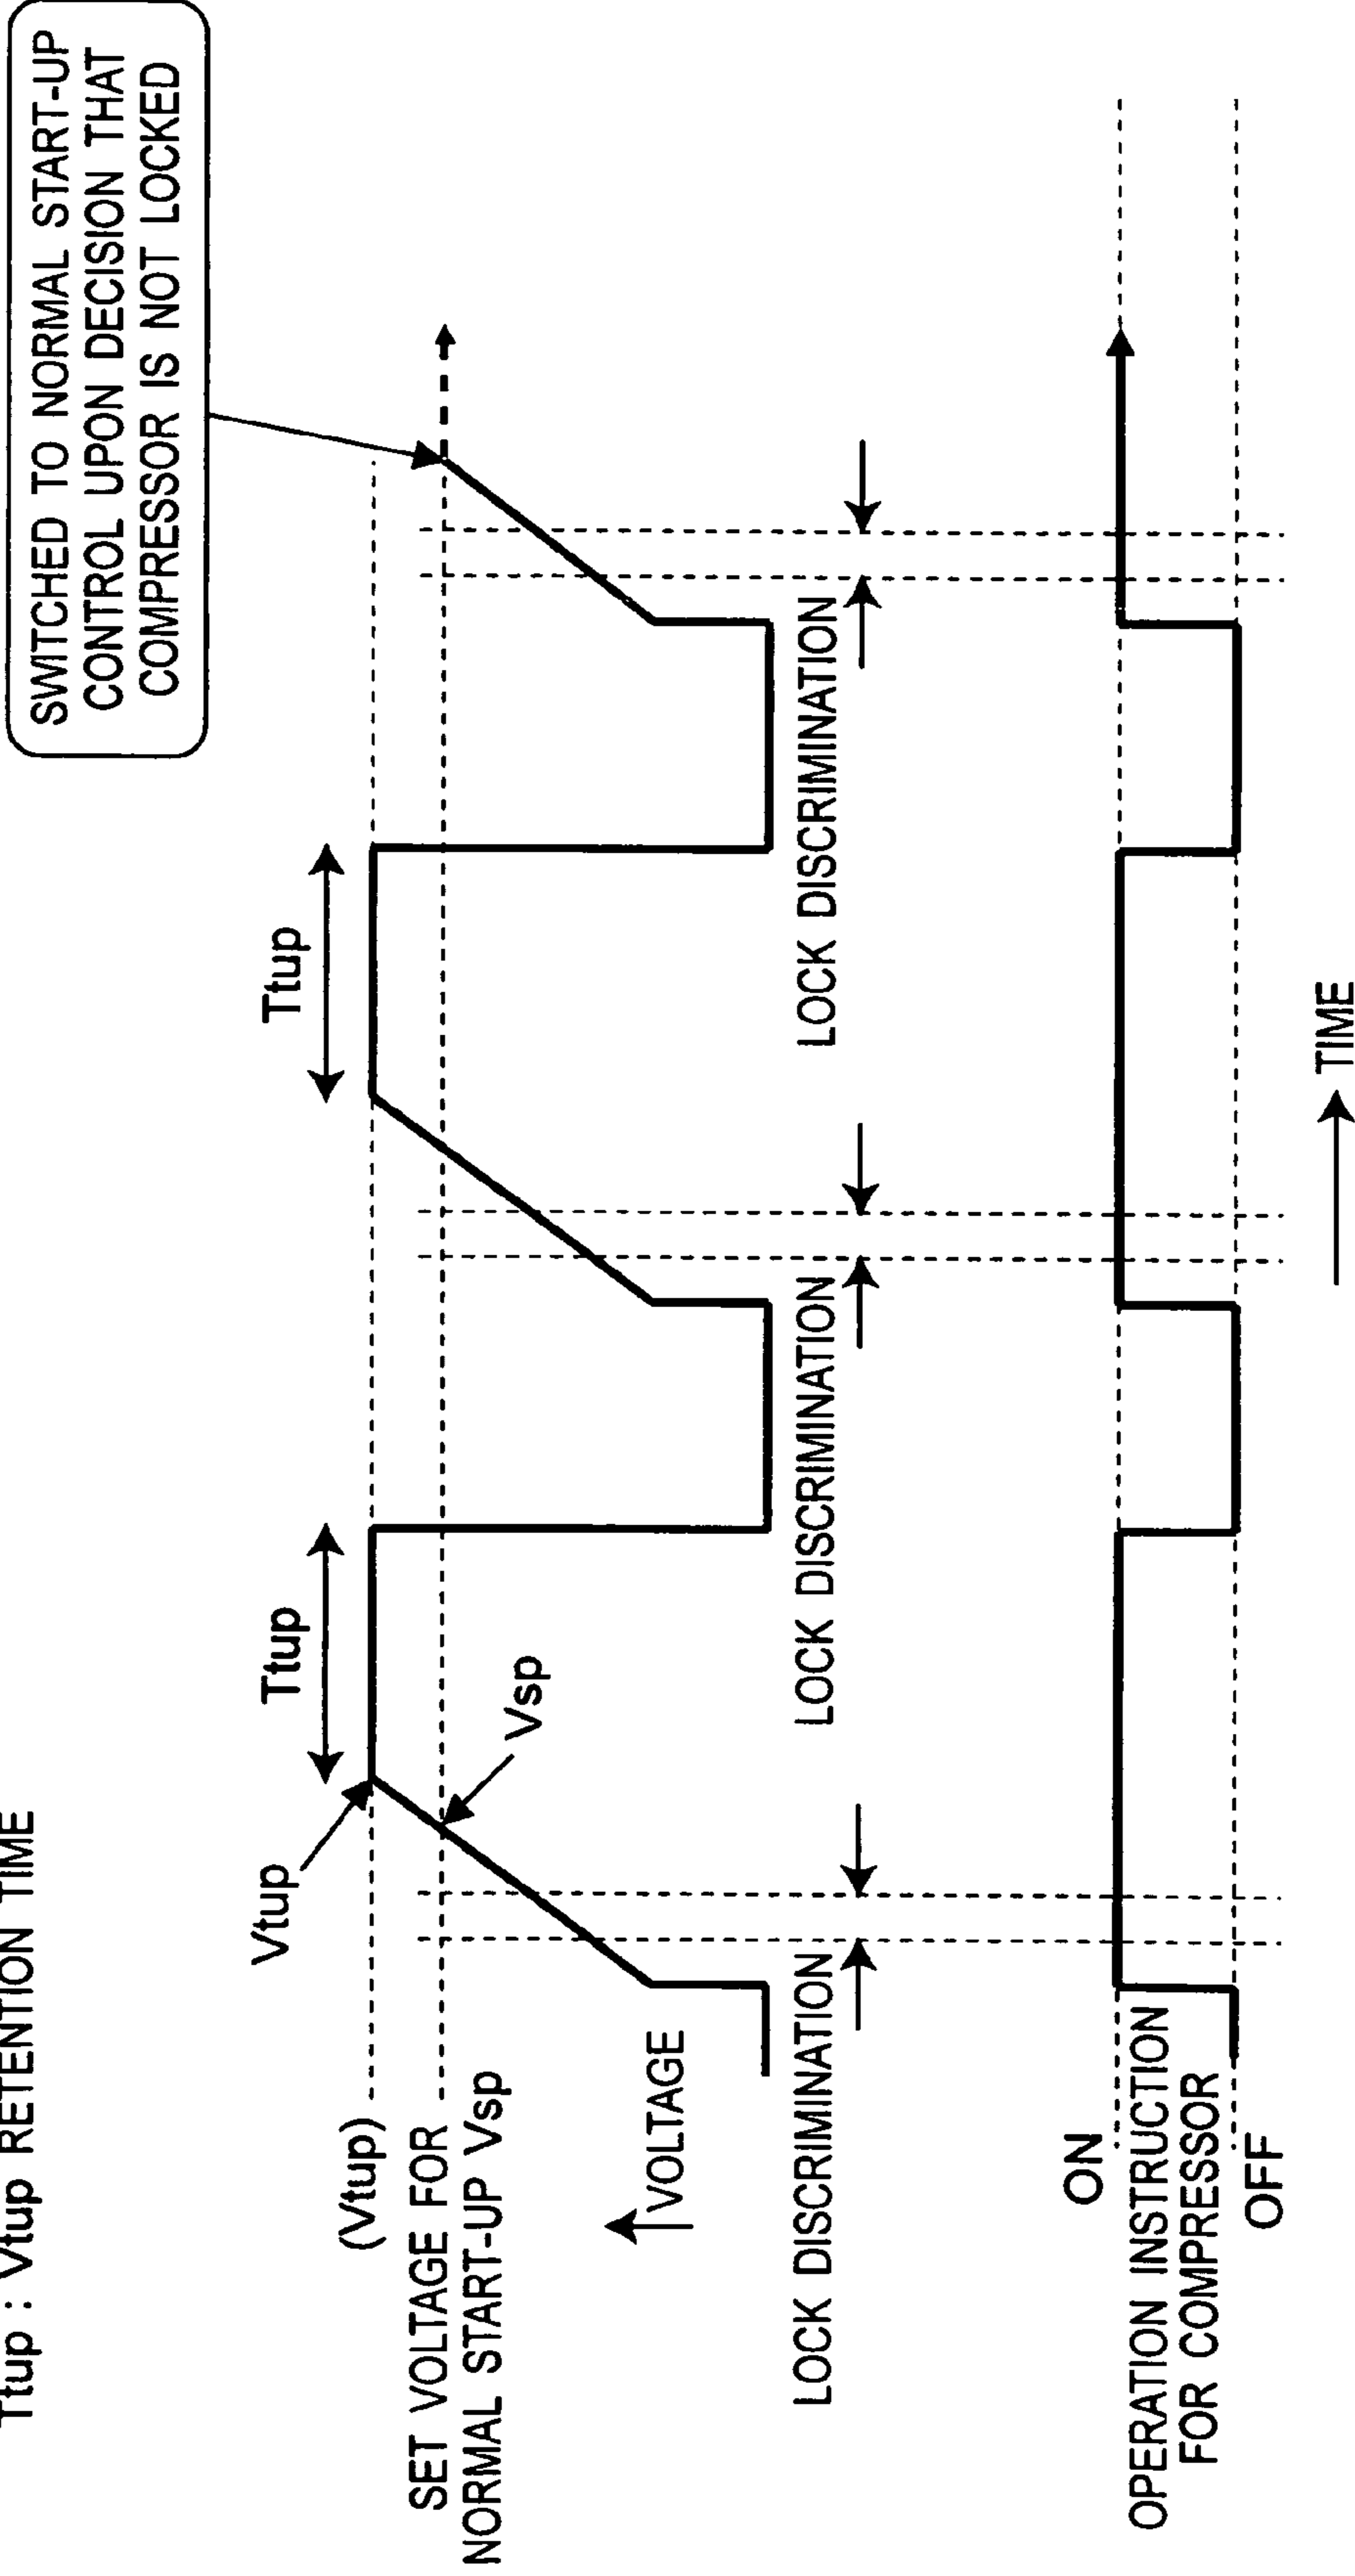 Ttup : Vtup RETENTION TIME
SWITCHED TO NORMAL START-UP
CONTROL UPON DECISION THAT
COMPRESSOR IS NOT LOCKED
Vtup
Ttup
Ttup
(Vtup)
SET VOLTAGE FOR
NORMAL START-UP Vsp
Vsp
VOLTAGE
LOCK DISCRIMINATION
LOCK DISCRIMINATION
LOCK DISCRIMINATION
ON
OPERATION INSTRUCTION
FOR COMPRESSOR
OFF
TIME